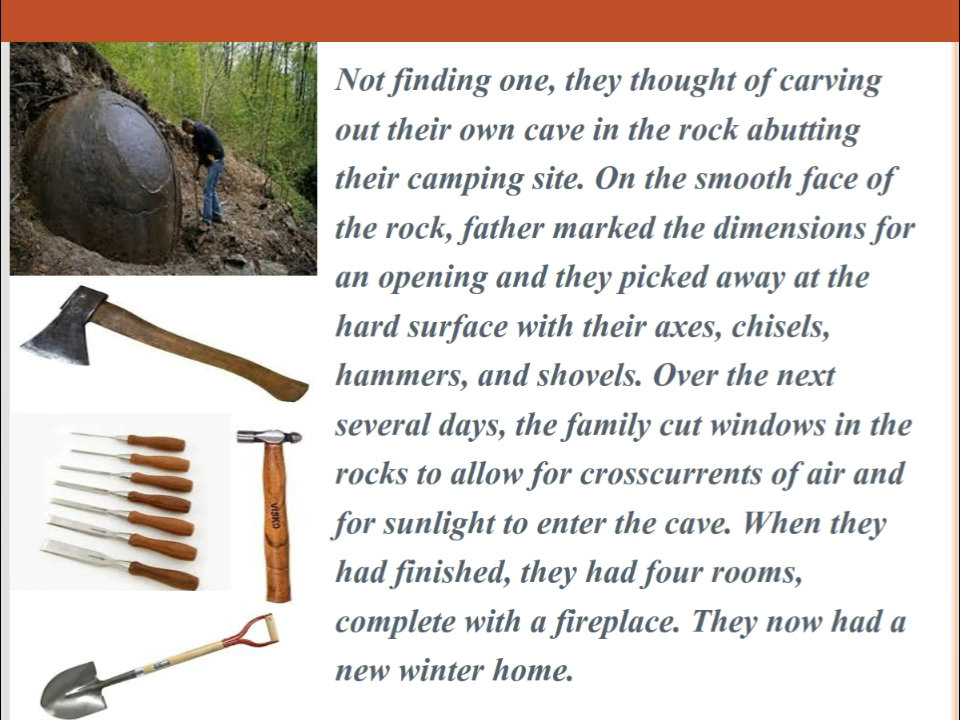 Not finding one, they thought of carving
out their own cave in the rock abutting
their camping site. On the smooth face of
the rock, father marked the dimensions for
an opening and they picked away at the
hard surface with their axes, chisels,
hammers, and shovels. Over the next
several days, the family cut windows in the
rocks to allow for crosscurrents of air and
for sunlight to enter the cave. When they
had finished, they had four rooms,
complete with a fireplace. They now had a
new winter home.
VISKO